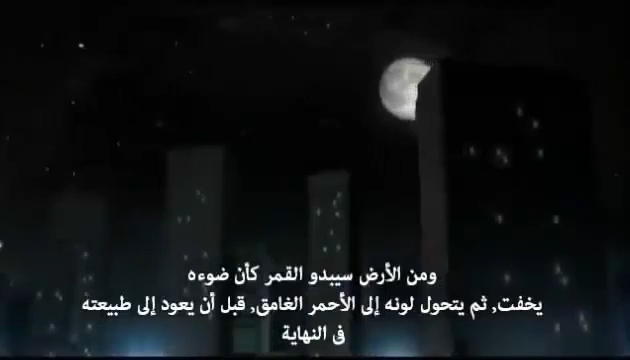 ومن الأرض سيبدو القمر كأن ضوءه
يخفت, ثم يتحول لونه إلى الأحمر الغامق, قبل أن يعود إلى طبيعته
فى النهاية